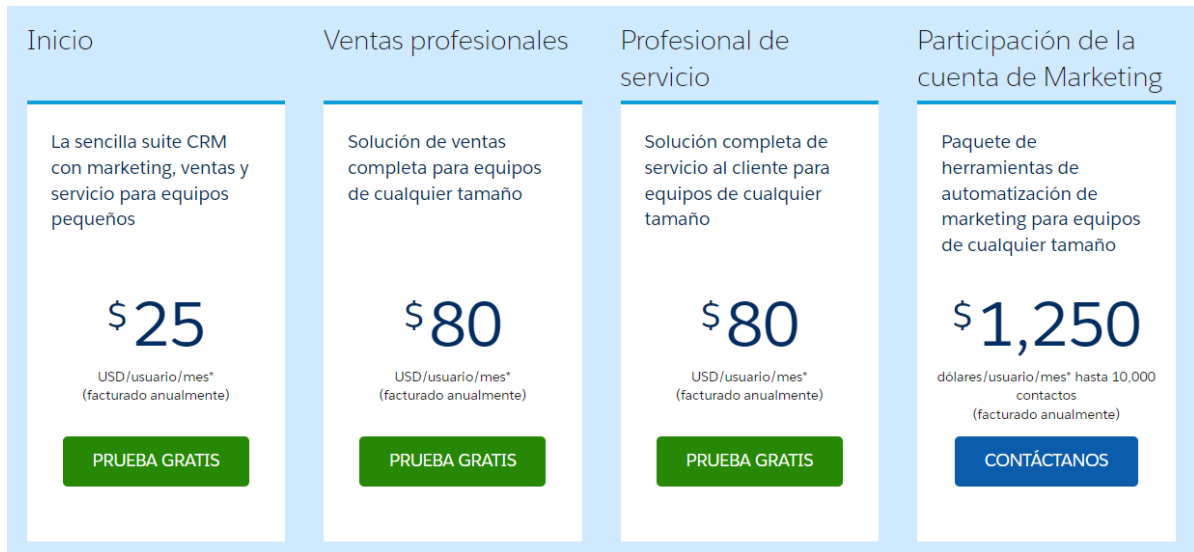 Inicio
La sencilla suite CRM
con marketing, ventas y
servicio para equipos
pequeños
$25
USD/usuario/mes*
(facturado anualmente)
PRUEBA GRATIS
Ventas profesionales
Solución de ventas
completa para equipos
de cualquier tamaño
$80
USD/usuario/mes*
(facturado anualmente)
PRUEBA GRATIS
Profesional de
servicio
Solución completa de
servicio al cliente para
equipos de cualquier
tamaño
$80
USD/usuario/mes*
(facturado anualmente)
PRUEBA GRATIS
Participación de la
cuenta de Marketing
Paquete de
herramientas de
automatización de
marketing para equipos
de cualquier tamaño
$1,250
dólares/usuario/mes* hasta 10,000
contactos
(facturado anualmente)
CONTÁCTANOS